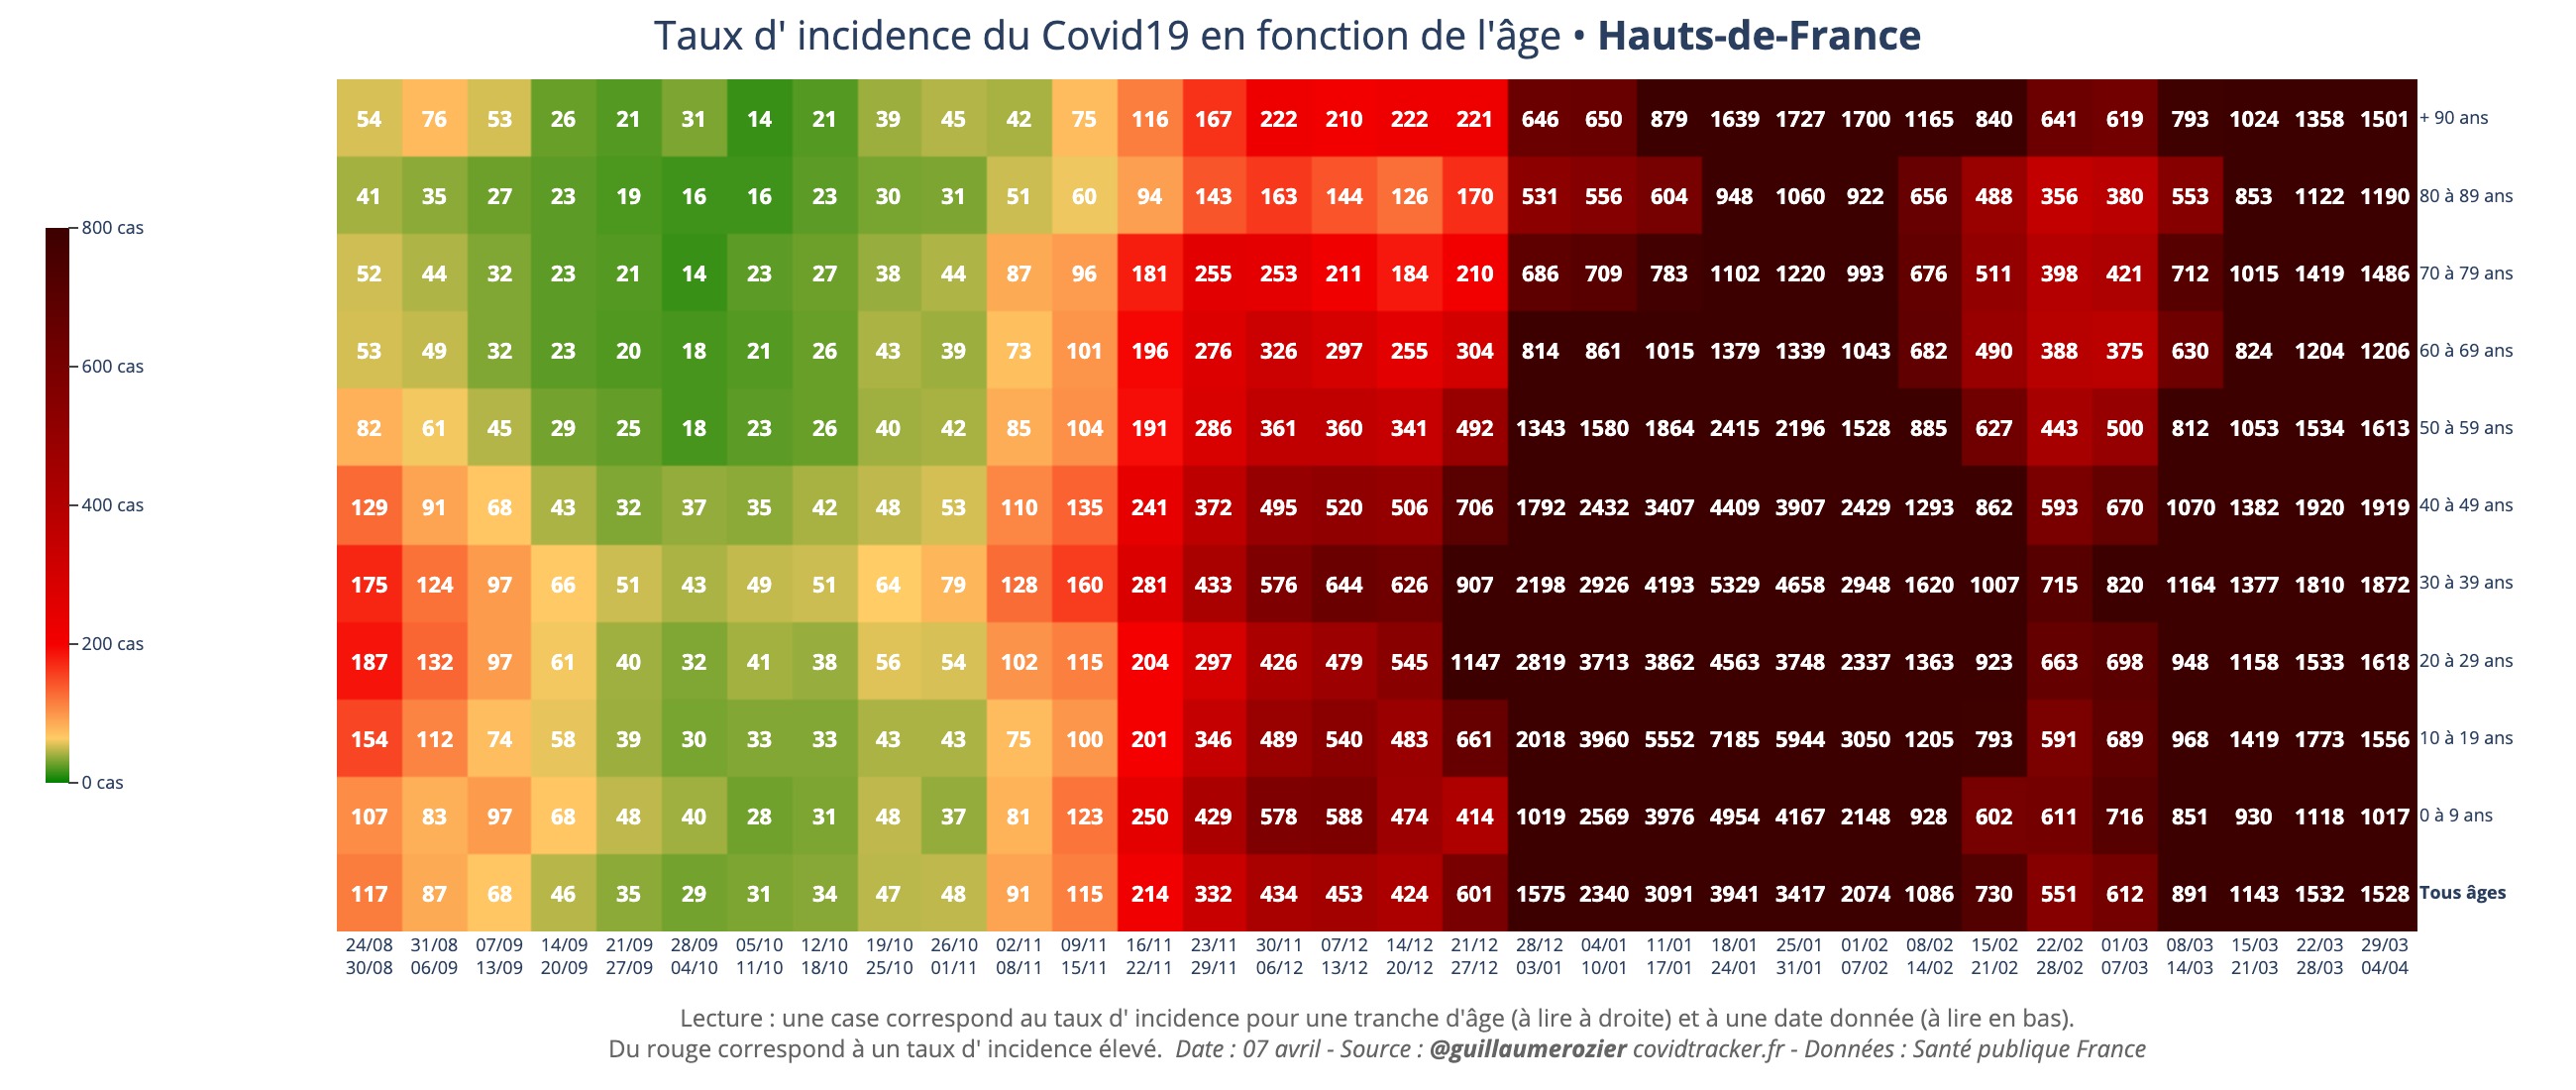 Taux d' incidence du Covid19 en fonction de l'âge • Hauts-de-France
54 76 53 26 21 31 14 21 39 45 42 75 116 167 222 210 222 221 646 650 879 1639 1727 1700 1165 840 641 619 793 1024 1358 1501 + 90 ans
41 35 27 23 19 16 16 23 30 31 51 60 94 143 163 144 126 170 531 556 604 948 1060 922 656 488 356 380 553 853 1122 1190 80 à 89 ans
800 cas
52 44 32 23 21 14 23 27 38 44 87 96 181 255 253 211 184 210 686 709 783 1102 1220 993 676 511 398 421 712 1015 1419 1486 70 à 79 ans
53 49 32 23 20 18 21 26 43 39 73 101 196 276 326 297 255 304 814 861 1015 1379 1339 1043 682 490 388 375 630 824 1204 1206 60 à 69 ans
600 cas
82 61 45 29 25 18 23 26 40 42 85 104 191 286 361 360 341 492 1343 1580 1864 2415 2196 1528 885 627 443 500 812 1053 1534 1613 50 à 59 ans
400 cas
129 91 68 43 32 37 35 42 48 53 110 135 241 372 495 520 506 706 1792 2432 3407 4409 3907 2429 1293 862 593 670 1070 1382 1920 1919 40 à 49 ans
175 124 97 66 51 43 49 51 64 79 128 160 281 433 576 644 626 907 2198 2926 4193 5329 4658 2948 1620 1007 715 820 1164 1377 1810 1872 30 à 39 ans
200 cas
187 132 97 61 40 32 41 38 56 54 102 115 204 297 426 479 545 1147 2819 3713 3862 4563 3748 2337 1363 923 663 698 948 1158 1533 1618 20 à 29 ans
154 112 74 58 39 30 33 33 43 43 75 100 201 346 489 540 483 661 2018 3960 5552 7185 5944 3050 1205 793 591 689 968 1419 1773 1556 10 à 19 ans
0 cas
107 83 97 68 48 40 28 31 48 37 81 123 250 429 578 588 474 414 1019 2569 3976 4954 4167 2148 928 602 611 716 851 930 1118 1017 0 à 9 ans
117 87 68 46 35 29 31 34 47 48 91 115 214 332 434 453 424 601 1575 2340 3091 3941 3417 2074 1086 730 551 612 891 1143 1532 1528 Tous âges
24/08 31/08 07/09 14/09 21/09 28/09 05/10 12/10 19/10 26/10 02/11 09/11 16/11 23/11 30/11 07/12 14/12 21/12 28/12 04/01 11/01 18/01 25/01 01/02 08/02 15/02 22/02 01/03 08/03 15/03 22/03 29/03
30/08 06/09 13/09 20/09 27/09 04/10 11/10 18/10 25/10 01/11 08/11 15/11 22/11 29/11 06/12 13/12 20/12 27/12 03/01 10/01 17/01 24/01 31/01 07/02 14/02 21/02 28/02 07/03 14/03 21/03 28/03 04/04
Lecture : une case correspond au taux d' incidence pour une tranche d'âge (à lire à droite) et à une date donnée (à lire en bas).
Du rouge correspond à un taux d' incidence élevé. Date : 07 avril - Source : @guillaumerozier covidtracker.fr - Données : Santé publique France